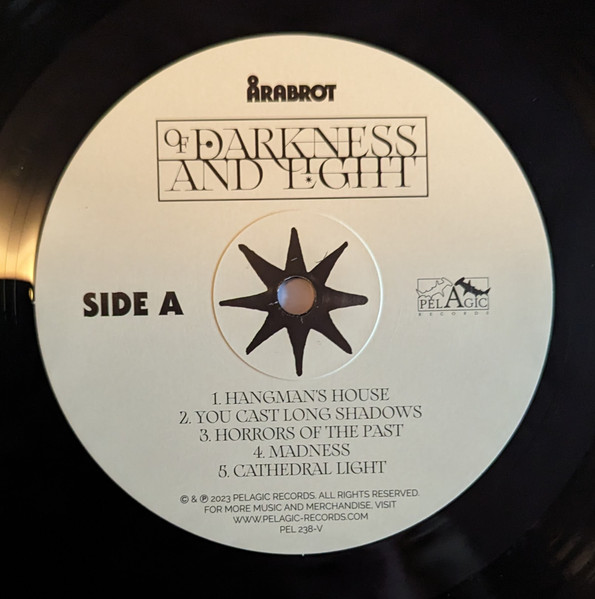 ÅRABROT
OF DARKNESS
AND LIGHT
SIDE A
PELAGIC
RECORDS
1. HANGMAN'S HOUSE
2. YOU CAST LONG SHADOWS
3. HORRORS OF THE PAST
4. MADNESS
5. CATHEDRAL LIGHT
© & ℗ 2023 PELAGIC RECORDS. ALL RIGHTS RESERVED.
FOR MORE MUSIC AND MERCHANDISE, VISIT
WWW.PELAGIC-RECORDS.COM
PEL 238-V